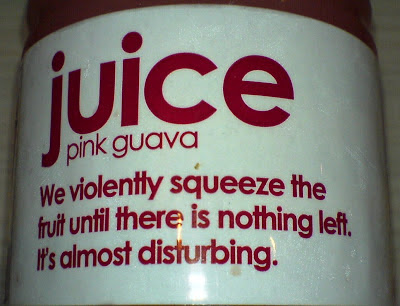 juice
pink guava
We violently squeeze the
fruit until there is nothing left.
It's almost disturbing.